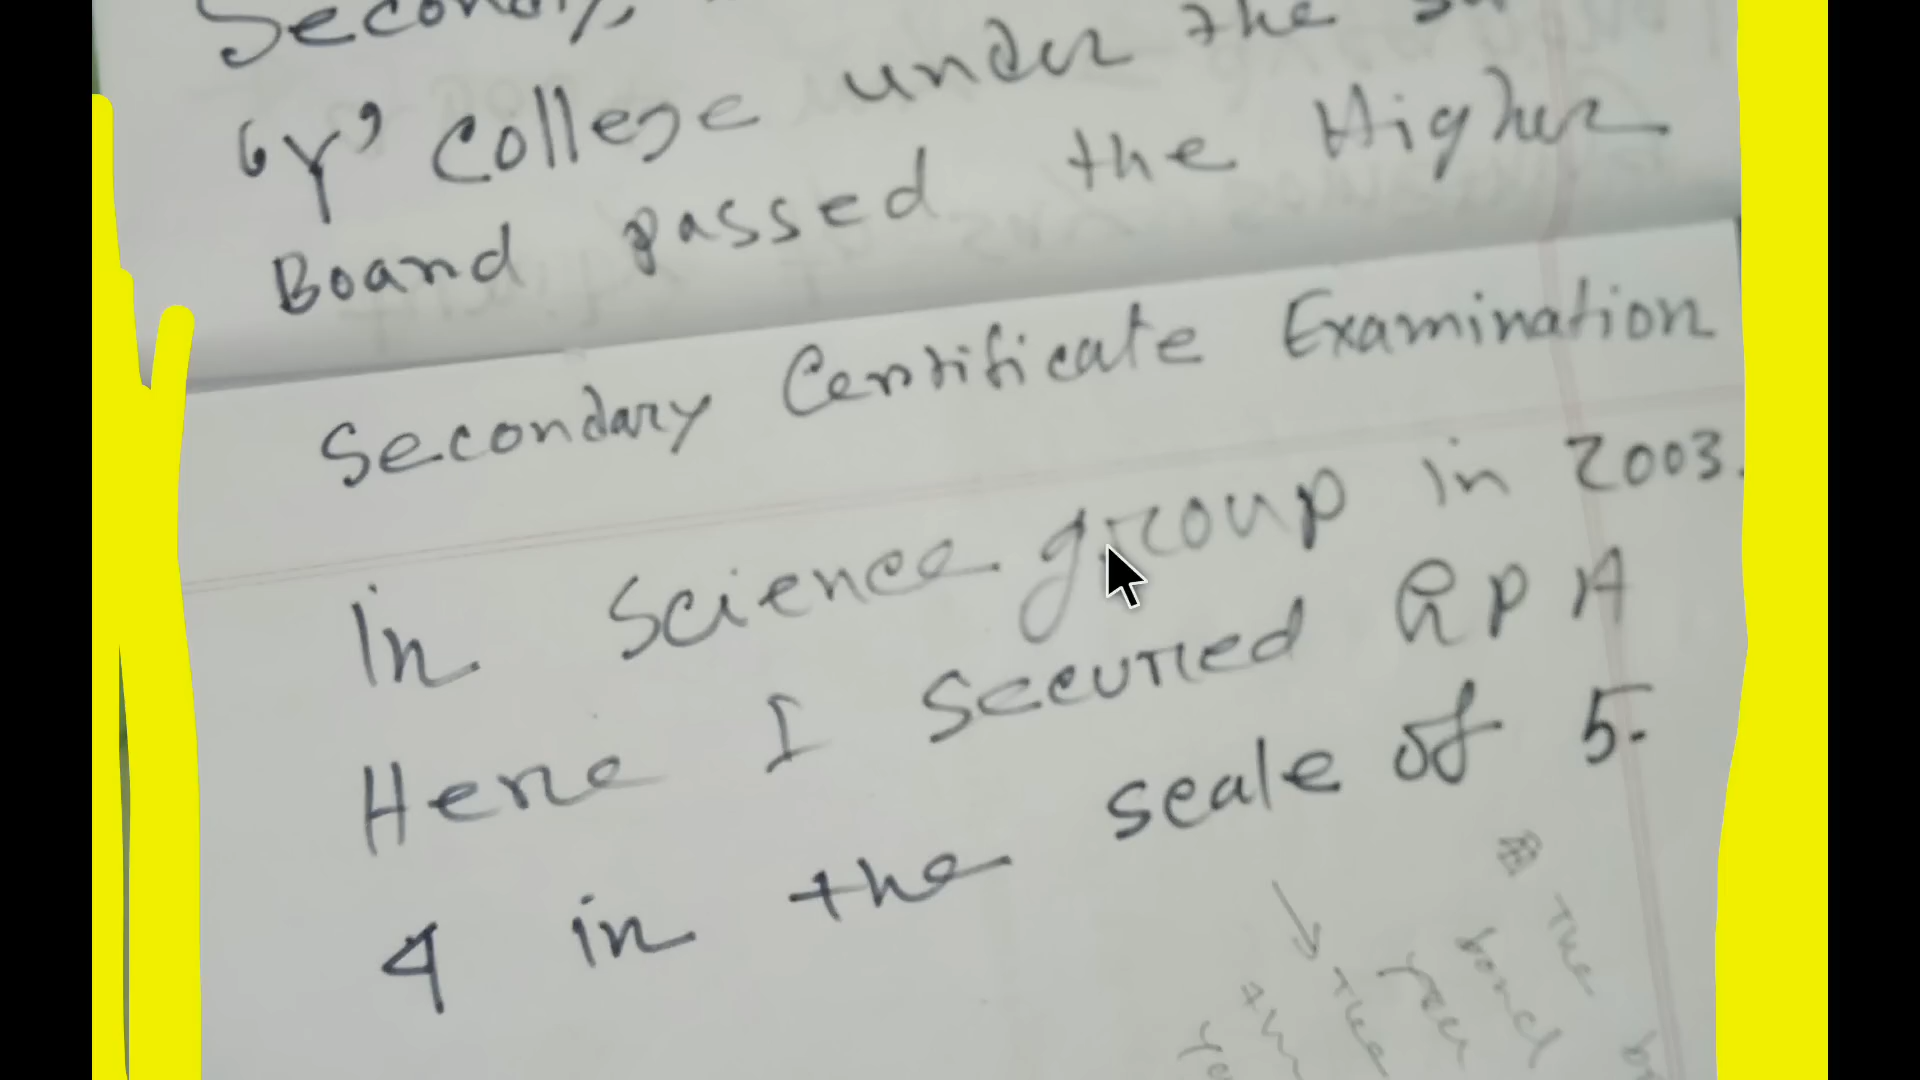 under the
'Y' College
Board passed the Higher
Secondary Certificate Examination
In Science group in 2003.
Here I secured GPA
4 in the scale of 5.